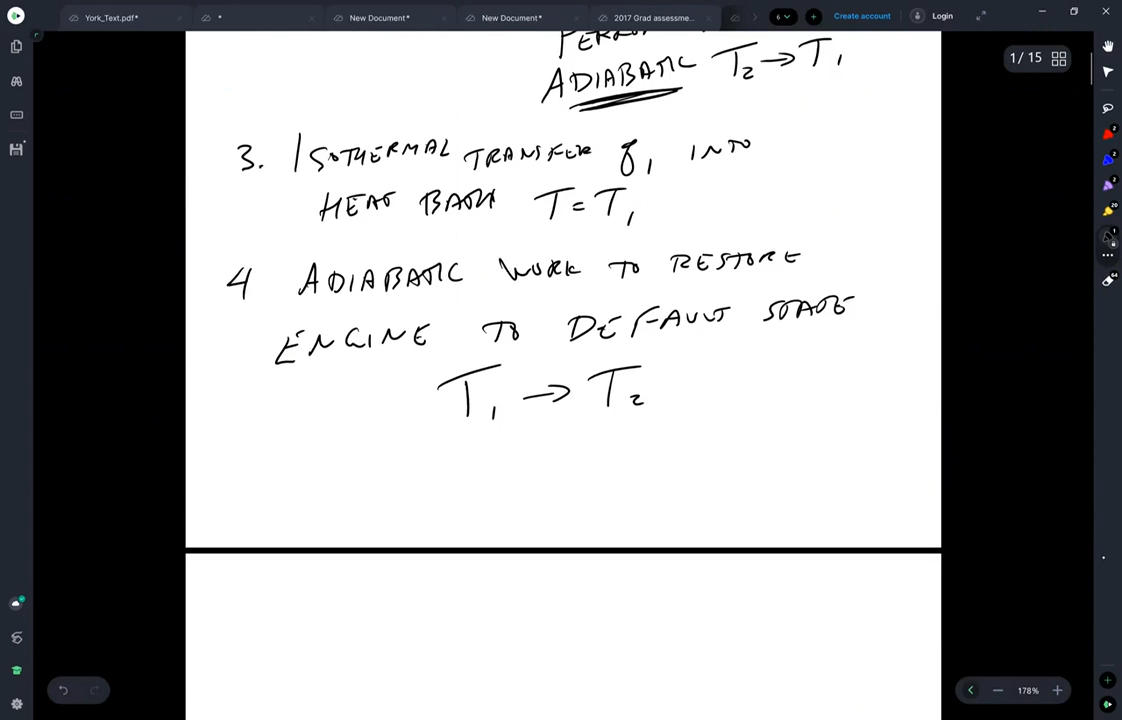 York_Text.pdf*
*
New Document*
New Document*
2017 Grad assessme...
6
Create account
Login
1 / 15
ADIABATIC T2 → T1
3. ISOTHERMAL TRANSFER q1 INTO
HEAT BATH T = T1
4 ADIABATIC WORK TO RESTORE
ENGINE TO DEFAULT STATE
T1 → T2
178%